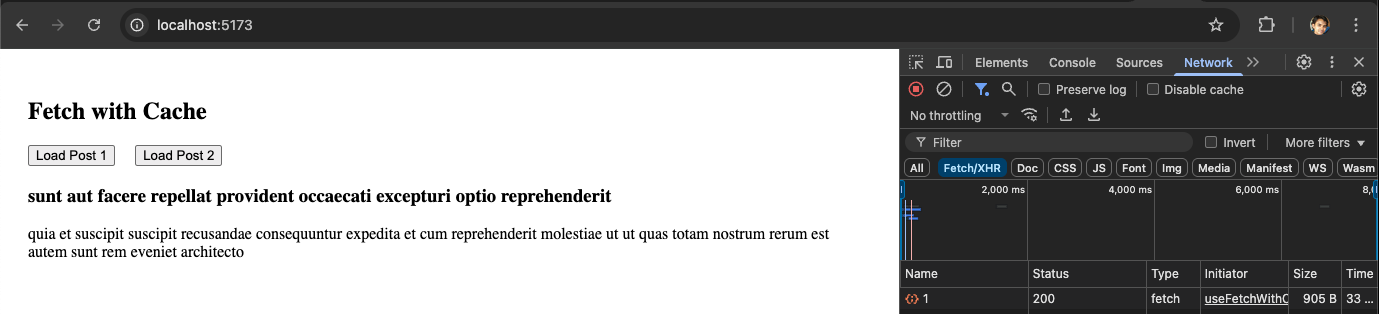 localhost:5173
Elements Console Sources Network
Fetch with Cache
Preserve log Disable cache
No throttling
Load Post 1 Load Post 2
Filter Invert More filters
All Fetch/XHR Doc CSS JS Font Img Media Manifest WS Wasm
sunt aut facere repellat provident occaecati excepturi optio reprehenderit
2,000 ms 4,000 ms 6,000 ms 8,0
quia et suscipit suscipit recusandae consequuntur expedita et cum reprehenderit molestiae ut ut quas totam nostrum rerum est
autem sunt rem eveniet architecto
Name Status Type Initiator Size Time
1 200 fetch useFetchWithC 905 B 33 ...